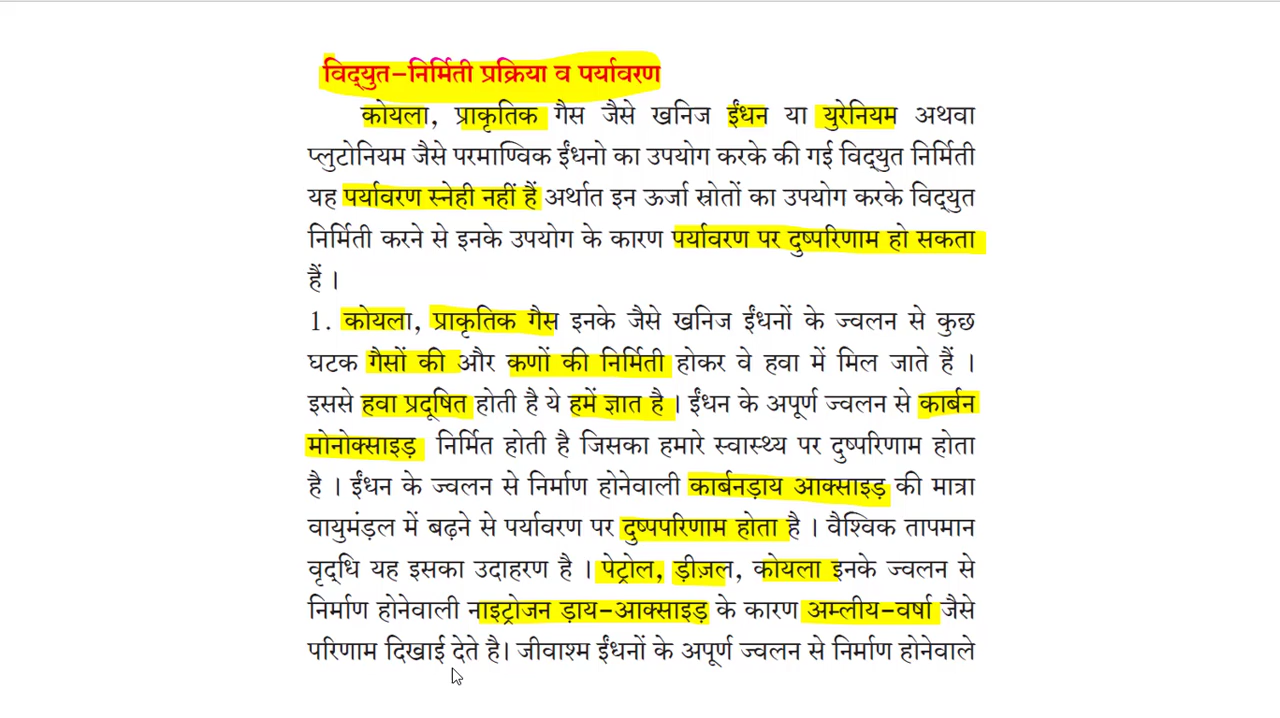 विद्युत-निर्मिती प्रक्रिया व पर्यावरण
कोयला, प्राकृतिक गैस जैसे खनिज ईंधन या युरेनियम अथवा
प्लुटोनियम जैसे परमाण्विक ईंधनो का उपयोग करके की गई विद्युत निर्मिती
यह पर्यावरण स्नेही नहीं हैं अर्थात इन ऊर्जा स्रोतों का उपयोग करके विद्युत
निर्मिती करने से इनके उपयोग के कारण पर्यावरण पर दुष्परिणाम हो सकता
हैं ।
1. कोयला, प्राकृतिक गैस इनके जैसे खनिज ईंधनों के ज्वलन से कुछ
घटक गैसों की और कणों की निर्मिती होकर वे हवा में मिल जाते हैं ।
इससे हवा प्रदूषित होती है ये हमें ज्ञात है । ईंधन के अपूर्ण ज्वलन से कार्बन
मोनोक्साइड़ निर्मित होती है जिसका हमारे स्वास्थ्य पर दुष्परिणाम होता
है । ईंधन के ज्वलन से निर्माण होनेवाली कार्बनड़ाय आक्साइड़ की मात्रा
वायुमंड़ल में बढ़ने से पर्यावरण पर दुष्पपरिणाम होता है । वैश्विक तापमान
वृद्धि यह इसका उदाहरण है । पेट्रोल, ड़ीज़ल, कोयला इनके ज्वलन से
निर्माण होनेवाली नाइट्रोजन ड़ाय-आक्साइड़ के कारण अम्लीय-वर्षा जैसे
परिणाम दिखाई देते है। जीवाश्म ईंधनों के अपूर्ण ज्वलन से निर्माण होनेवाले